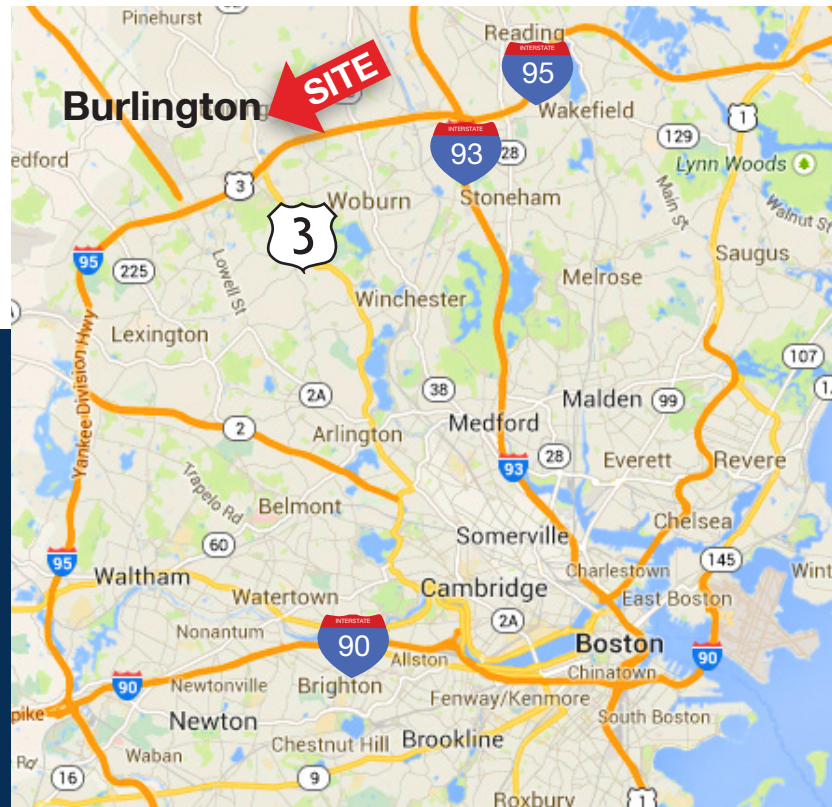 Pinehurst
Reading
INTERSTATE
95
SITE
Burlington
Wakefield
1
129
INTERSTATE
93
28
edford
Lynn Woods
3
Woburn
Stoneham
Main St
Walnut St
3
95
225
Lowell St
Saugus
Melrose
Winchester
Lexington
107
Yankee Division Hwy
2A
38
Malden
99
2
Arlington
Medford
28
Everett
Revere
93
Trapelo Rd
Belmont
Chelsea
60
Somerville
145
95
Waltham
Charlestown
Wint
Watertown
Cambridge
East Boston
INTERSTATE
90
2A
Nonantum
Boston
Allston
90
Chinatown
90
Newtonville
Brighton
Fenway/Kenmore
pike
Newton
South Boston
Chestnut Hill
Brookline
Waban
16
9
1
Roxbury